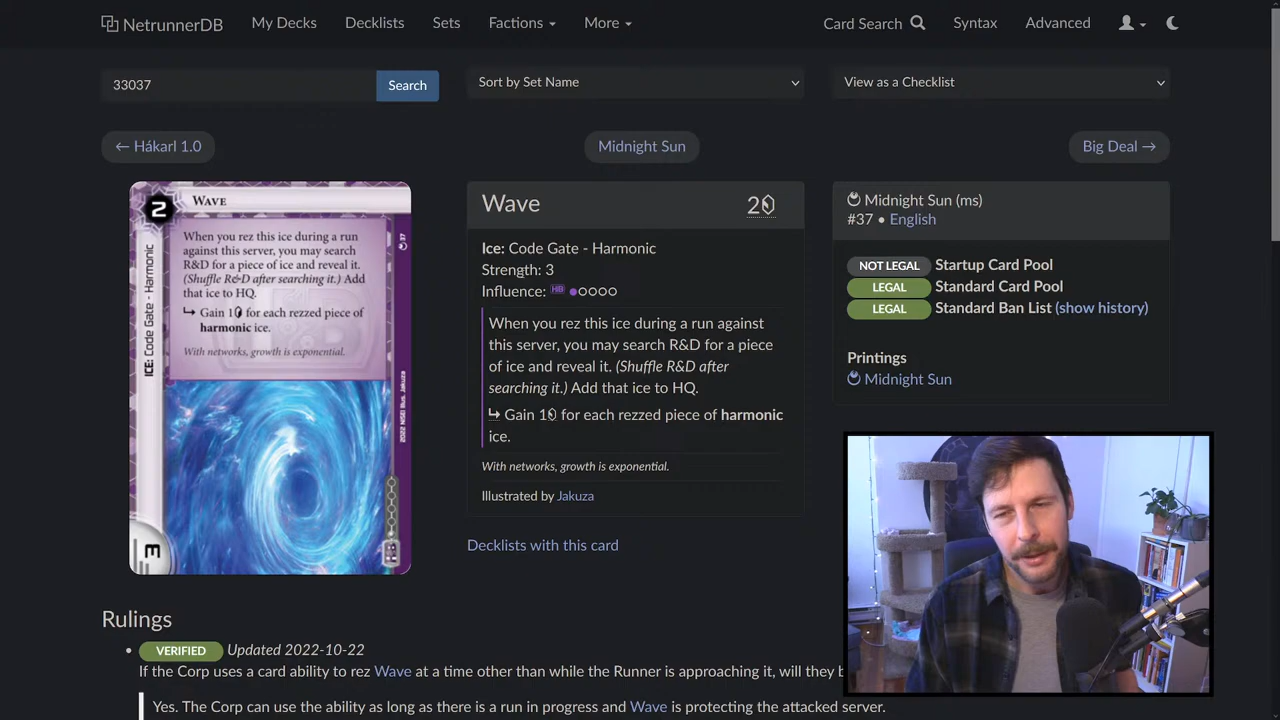 NetrunnerDB My Decks Decklists Sets Factions More Card Search Syntax Advanced
33037 Search Sort by Set Name View as a Checklist
← Hákarl 1.0 Midnight Sun Big Deal →
2 WAVE
When you rez this ice during a run
against this server, you may search
R&D for a piece of ice and reveal it.
(Shuffle R&D after searching it.) Add
that ice to HQ.
↳ Gain 1 for each rezzed piece of
harmonic ice.
With networks, growth is exponential.
ICE: Code Gate - Harmonic
37
3
Wave 2
Ice: Code Gate - Harmonic
Strength: 3
Influence: HB
When you rez this ice during a run against
this server, you may search R&D for a piece
of ice and reveal it. (Shuffle R&D after
searching it.) Add that ice to HQ.
↳ Gain 1 for each rezzed piece of harmonic
ice.
With networks, growth is exponential.
Illustrated by Jakuza
Decklists with this card
Midnight Sun (ms)
#37 • English
NOT LEGAL Startup Card Pool
LEGAL Standard Card Pool
LEGAL Standard Ban List (show history)
Printings
Midnight Sun
Rulings
• VERIFIED Updated 2022-10-22
If the Corp uses a card ability to rez Wave at a time other than while the Runner is approaching it, will they b
Yes. The Corp can use the ability as long as there is a run in progress and Wave is protecting the attacked server.